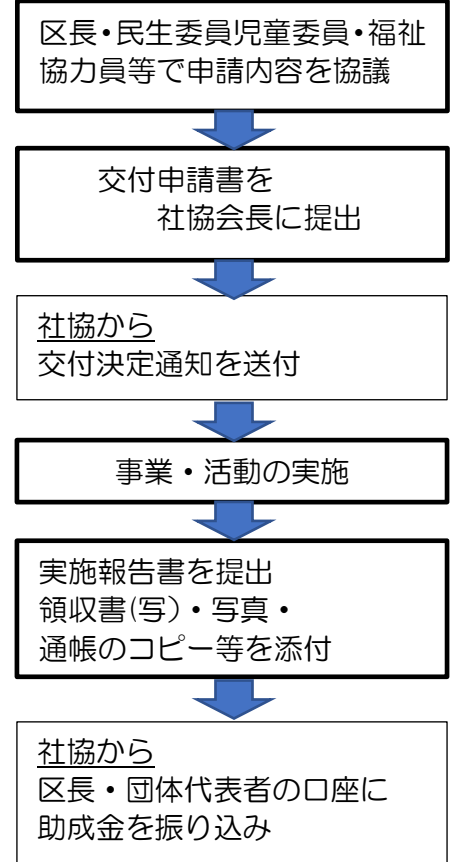 区長・民生委員児童委員・福祉
協力員等で申請内容を協議
交付申請書を
社協会長に提出
社協から
交付決定通知を送付
事業・活動の実施
実施報告書を提出
領収書(写)・写真・
通帳のコピー等を添付
社協から
区長・団体代表者の口座に
助成金を振り込み